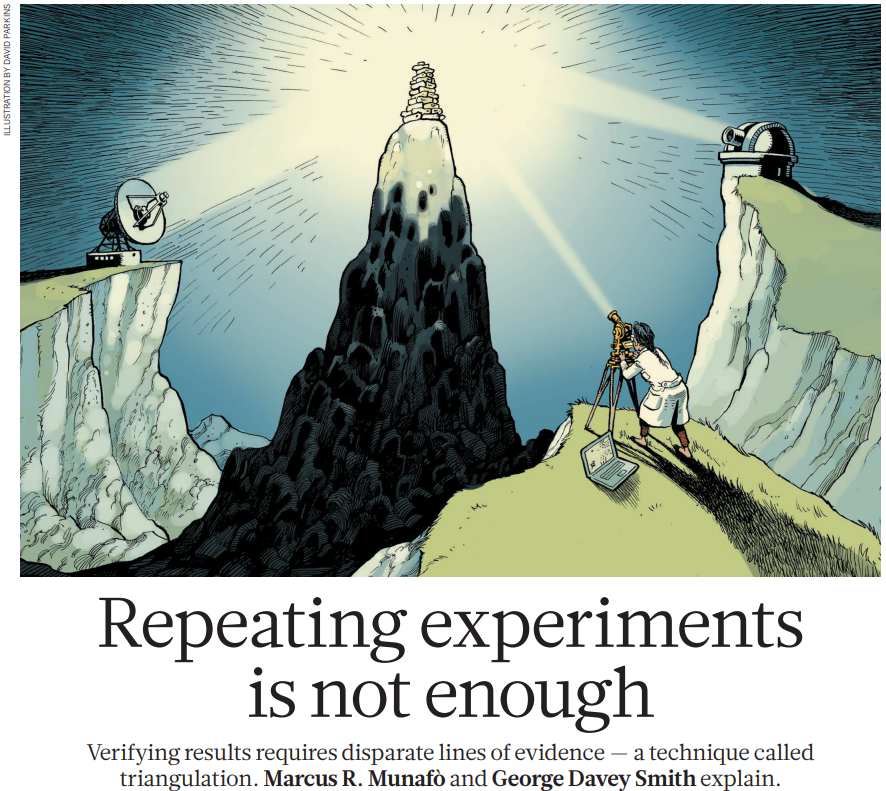 ILLUSTRATION BY DAVID PARKINS
Repeating experiments
is not enough
Verifying results requires disparate lines of evidence — a technique called
triangulation. Marcus R. Munafò and George Davey Smith explain.